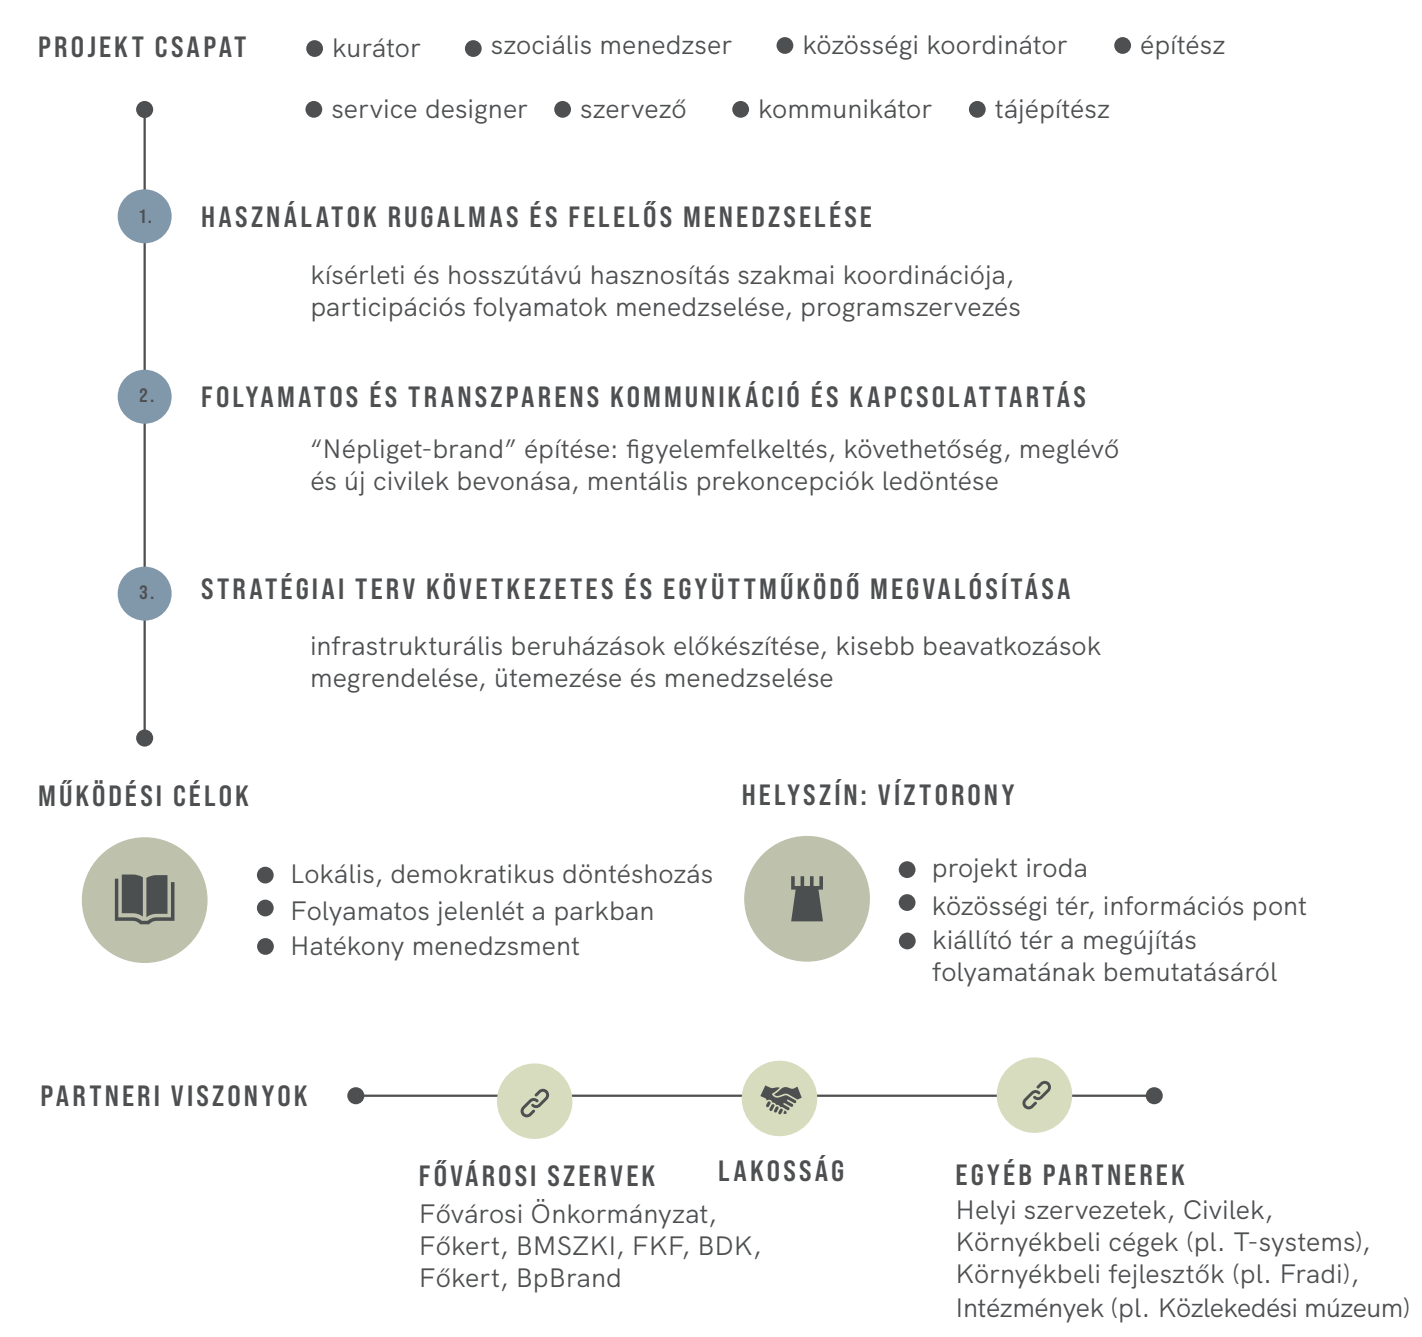 PROJEKT CSAPAT
kurátor
szociális menedzser
közösségi koordinátor
építész
service designer
szervező
kommunikátor
tájépítész
1.
HASZNÁLATOK RUGALMAS ÉS FELELŐS MENEDZSELÉSE
kísérleti és hosszútávú hasznosítás szakmai koordinációja,
participációs folyamatok menedzselése, programszervezés
2.
FOLYAMATOS ÉS TRANSZPARENS KOMMUNIKÁCIÓ ÉS KAPCSOLATTARTÁS
“Népliget-brand” építése: figyelemfelkeltés, követhetőség, meglévő
és új civilek bevonása, mentális prekoncepciók ledöntése
3.
STRATÉGIAI TERV KÖVETKEZETES ÉS EGYÜTTMŰKÖDŐ MEGVALÓSÍTÁSA
infrastrukturális beruházások előkészítése, kisebb beavatkozások
megrendelése, ütemezése és menedzselése
MŰKÖDÉSI CÉLOK
Lokális, demokratikus döntéshozás
Folyamatos jelenlét a parkban
Hatékony menedzsment
HELYSZÍN: VÍZTORONY
projekt iroda
közösségi tér, információs pont
kiállító tér a megújítás
folyamatának bemutatásáról
PARTNERI VISZONYOK
FŐVÁROSI SZERVEK
Fővárosi Önkormányzat,
Főkert, BMSZKI, FKF, BDK,
Főkert, BpBrand
LAKOSSÁG
EGYÉB PARTNEREK
Helyi szervezetek, Civilek,
Környékbeli cégek (pl. T-systems),
Környékbeli fejlesztők (pl. Fradi),
Intézmények (pl. Közlekedési múzeum)